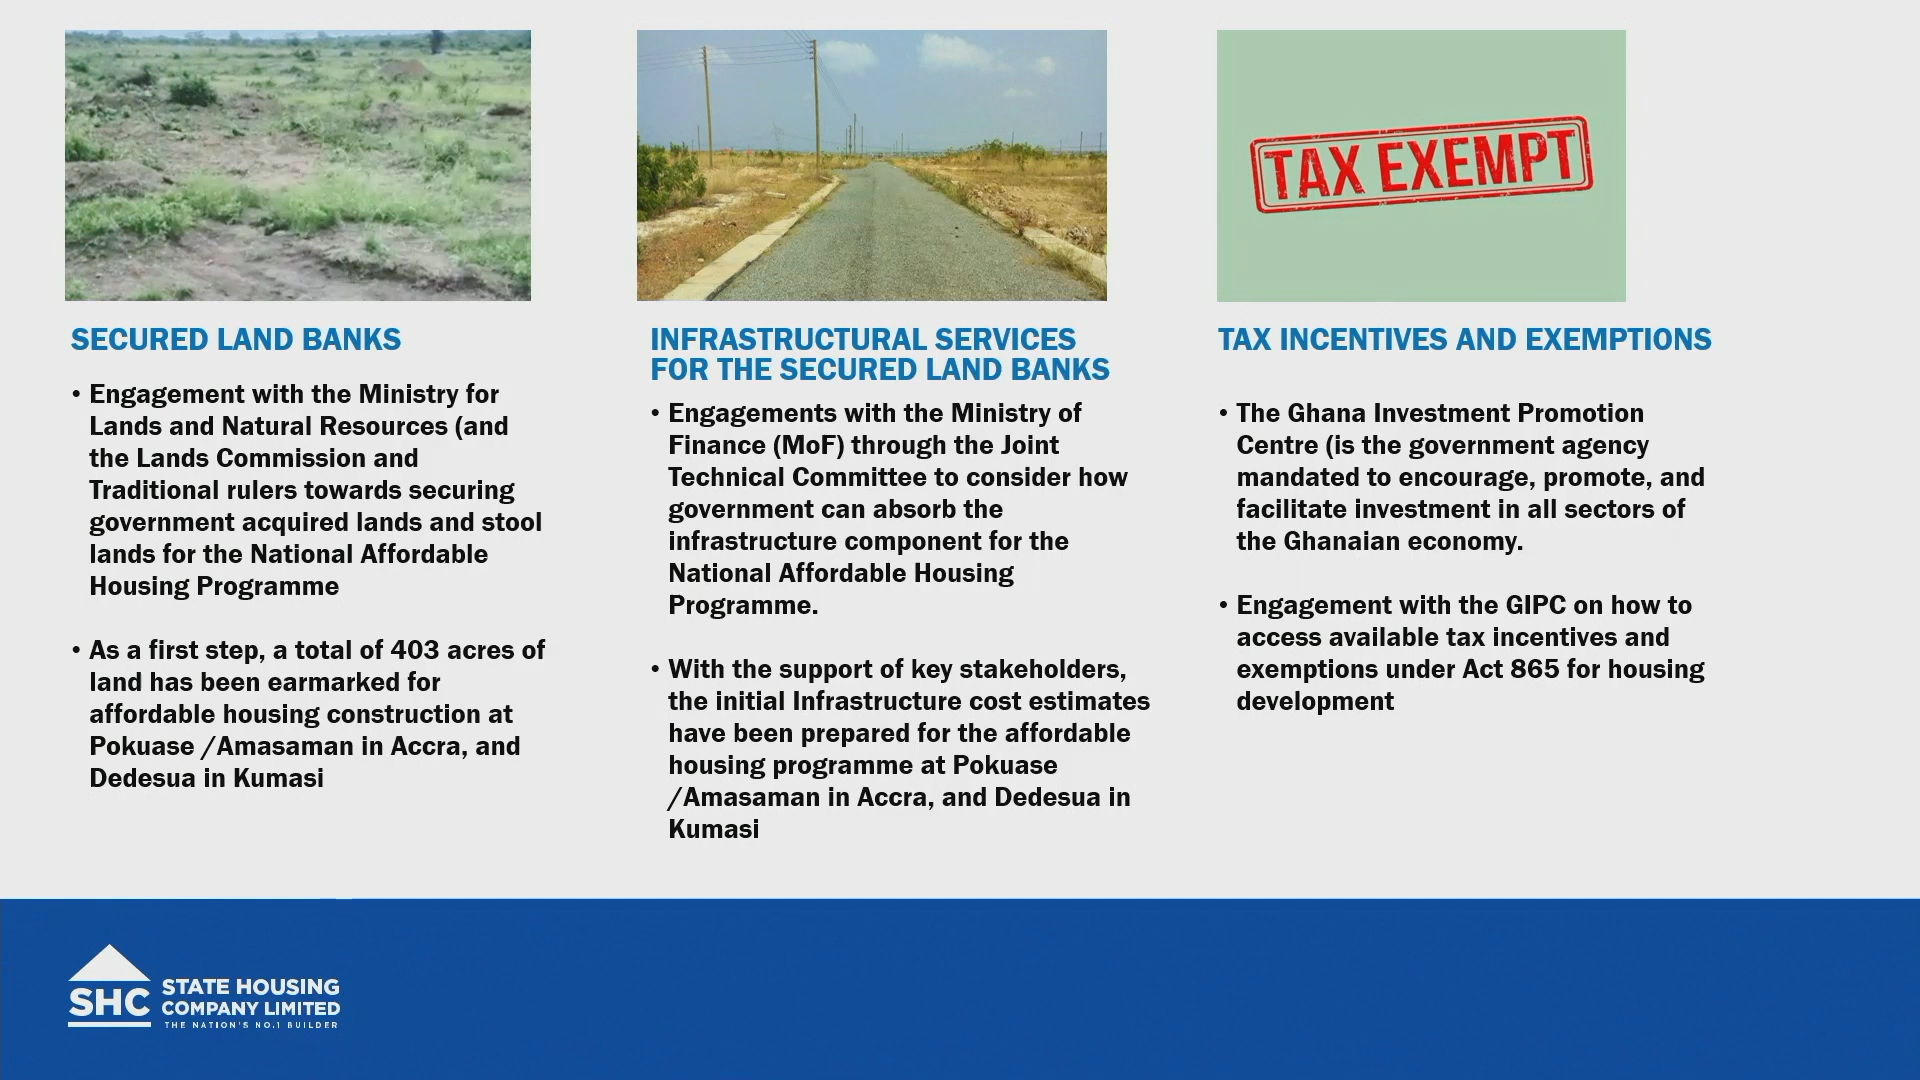 TAX EXEMPT
SECURED LAND BANKS
• Engagement with the Ministry for
Lands and Natural Resources (and
the Lands Commission and
Traditional rulers towards securing
government acquired lands and stool
lands for the National Affordable
Housing Programme
• As a first step, a total of 403 acres of
land has been earmarked for
affordable housing construction at
Pokuase /Amasaman in Accra, and
Dedesua in Kumasi
INFRASTRUCTURAL SERVICES
FOR THE SECURED LAND BANKS
• Engagements with the Ministry of
Finance (MoF) through the Joint
Technical Committee to consider how
government can absorb the
infrastructure component for the
National Affordable Housing
Programme.
• With the support of key stakeholders,
the initial Infrastructure cost estimates
have been prepared for the affordable
housing programme at Pokuase
/Amasaman in Accra, and Dedesua in
Kumasi
TAX INCENTIVES AND EXEMPTIONS
• The Ghana Investment Promotion
Centre (is the government agency
mandated to encourage, promote, and
facilitate investment in all sectors of
the Ghanaian economy.
• Engagement with the GIPC on how to
access available tax incentives and
exemptions under Act 865 for housing
development
SHC
STATE HOUSING
COMPANY LIMITED
THE NATION'S NO.1 BUILDER